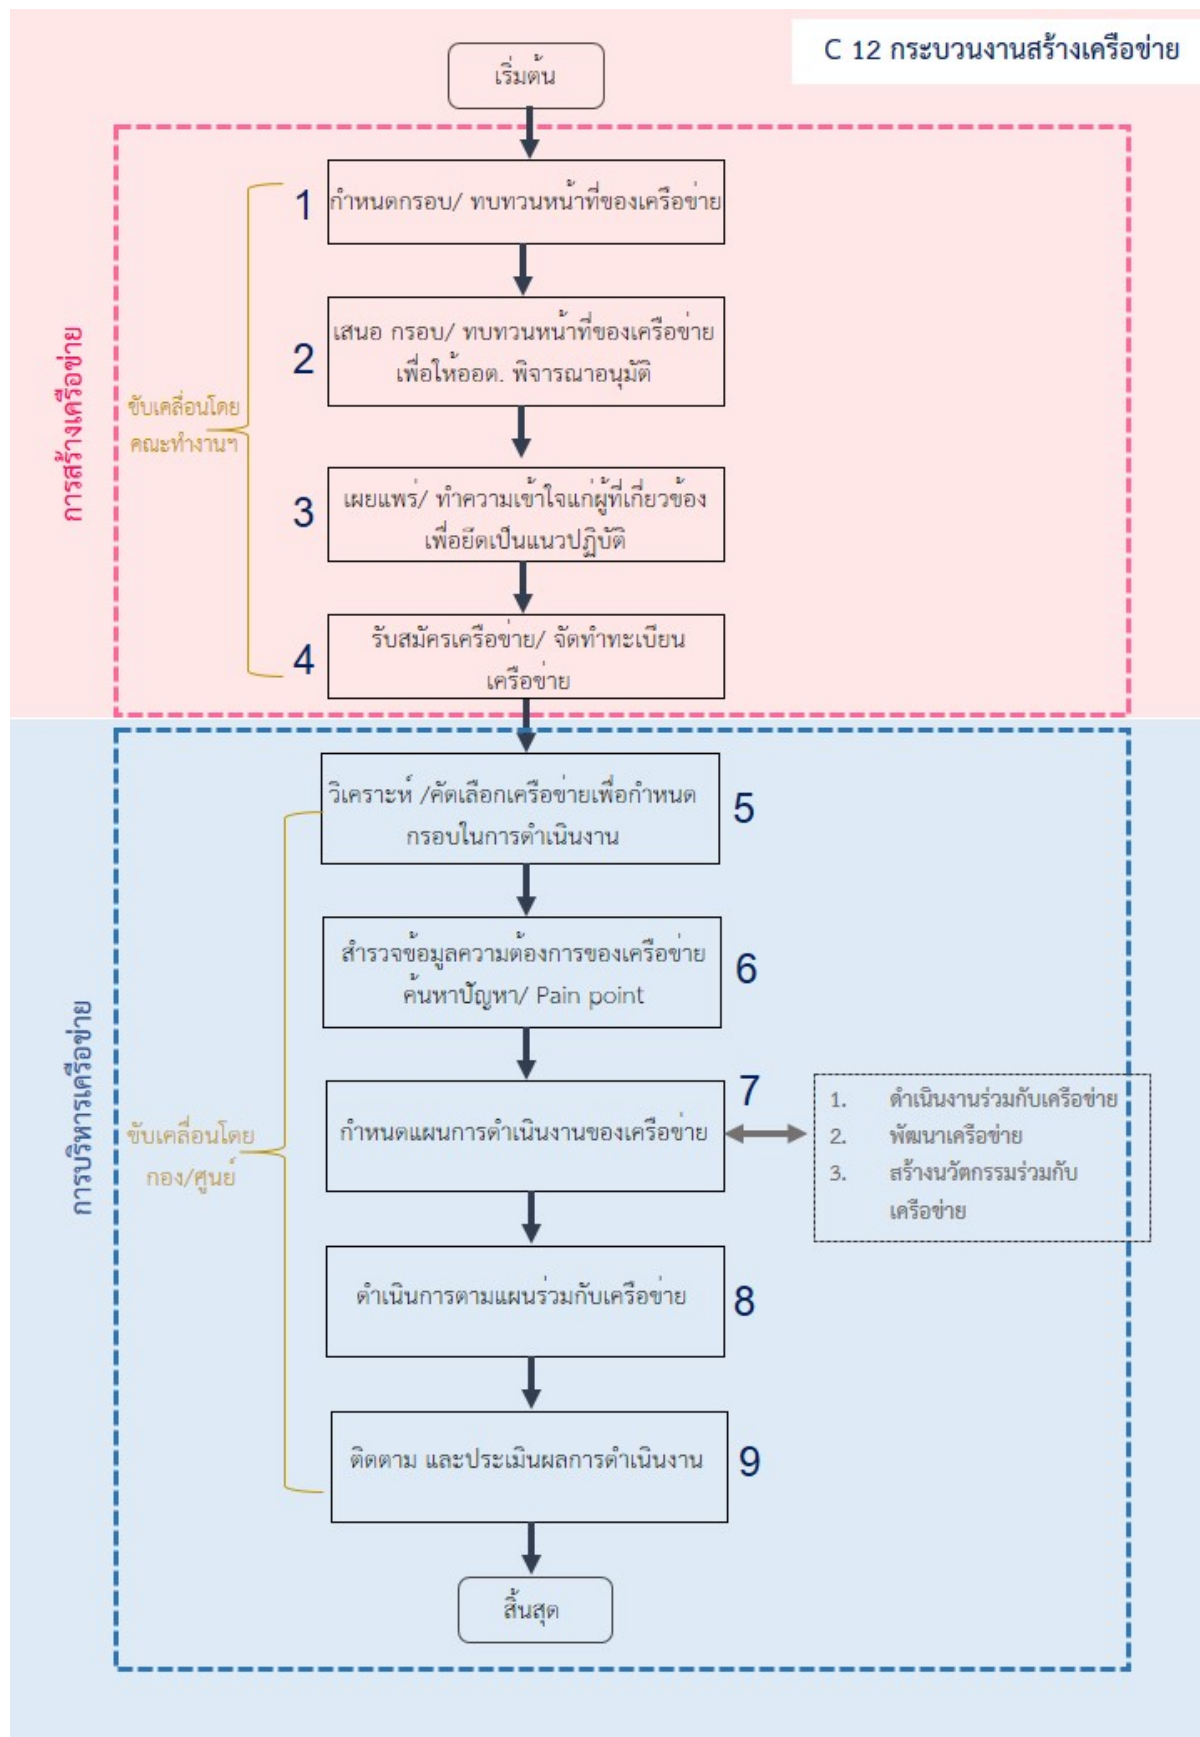 C 12 กระบวนงานสร้างเครือข่าย
เริ่มต้น
การสร้างเครือข่าย
ขับเคลื่อนโดย
คณะทำงานฯ
1
กำหนดกรอบ/ ทบทวนหน้าที่ของเครือข่าย
2
เสนอ กรอบ/ ทบทวนหน้าที่ของเครือข่าย
เพื่อให้ออต. พิจารณาอนุมัติ
3
เผยแพร่/ ทำความเข้าใจแก่ผู้ที่เกี่ยวข้อง
เพื่อยึดเป็นแนวปฏิบัติ
4
รับสมัครเครือข่าย/ จัดทำทะเบียน
เครือข่าย
การบริหารเครือข่าย
ขับเคลื่อนโดย
กอง/ศูนย์
วิเคราะห์ /คัดเลือกเครือข่ายเพื่อกำหนด
กรอบในการดำเนินงาน
5
สำรวจข้อมูลความต้องการของเครือข่าย
ค้นหาปัญหา/ Pain point
6
กำหนดแผนการดำเนินงานของเครือข่าย
7
1. ดำเนินงานร่วมกับเครือข่าย
2. พัฒนาเครือข่าย
3. สร้างนวัตกรรมร่วมกับ
เครือข่าย
ดำเนินการตามแผนร่วมกับเครือข่าย
8
ติดตาม และประเมินผลการดำเนินงาน
9
สิ้นสุด